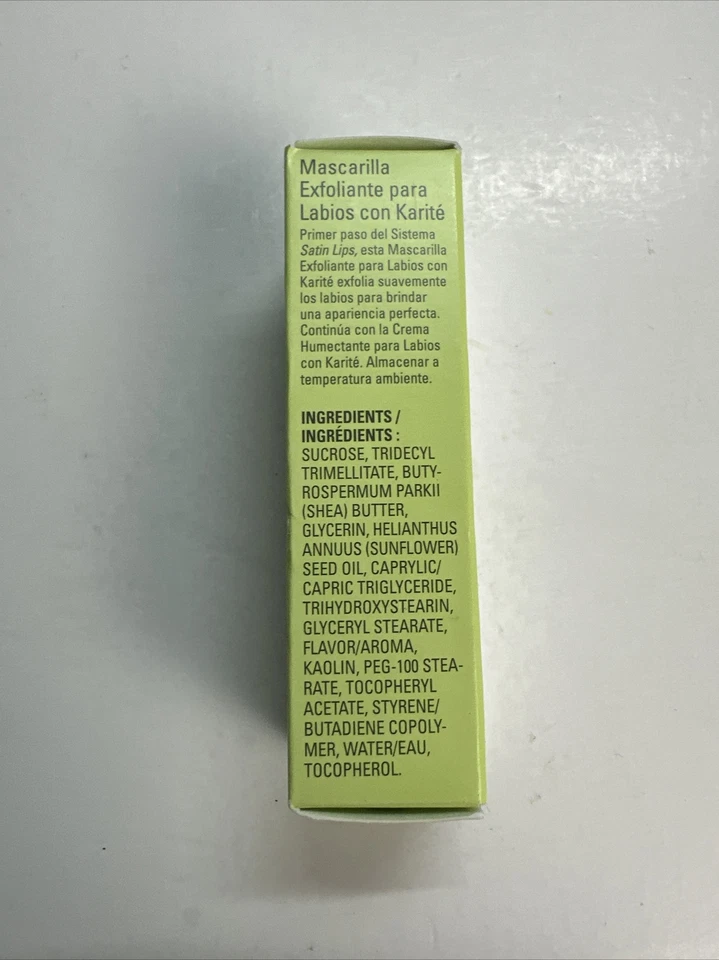 Mascarilla
Exfoliante para
Labios con Karité
Primer paso del Sistema
Satin Lips, esta Mascarilla
Exfoliante para Labios con
Karité exfolia suavemente
los labios para brindar
una apariencia perfecta.
Continúa con la Crema
Humectante para Labios
con Karité. Almacenar a
temperatura ambiente.
INGREDIENTS /
INGRÉDIENTS :
SUCROSE, TRIDECYL
TRIMELLITATE, BUTY-
ROSPERMUM PARKII
(SHEA) BUTTER,
GLYCERIN, HELIANTHUS
ANNUUS (SUNFLOWER)
SEED OIL, CAPRYLIC/
CAPRIC TRIGLYCERIDE,
TRIHYDROXYSTEARIN,
GLYCERYL STEARATE,
FLAVOR/AROMA,
KAOLIN, PEG-100 STEA-
RATE, TOCOPHERYL
ACETATE, STYRENE/
BUTADIENE COPOLY-
MER, WATER/EAU,
TOCOPHEROL.